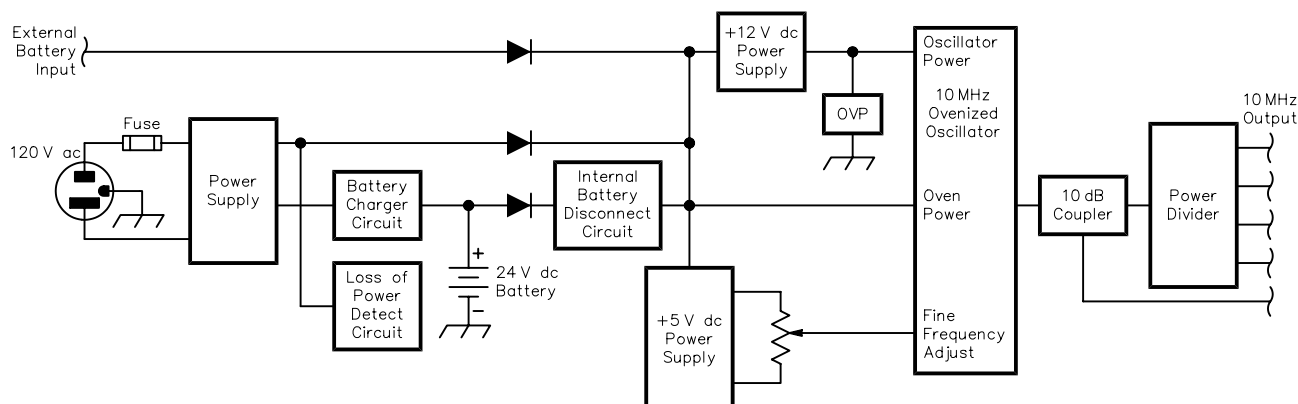 External
Battery
Input
+12 V dc
Power
Supply
Oscillator
Power
10 MHz
Ovenized
Oscillator
OVP
10 MHz
Output
Fuse
120 V ac
Power
Supply
Battery
Charger
Circuit
Internal
Battery
Disconnect
Circuit
Oven
Power
10 dB
Coupler
Power
Divider
+
24 V dc
Battery
−
Loss of
Power
Detect
Circuit
+5 V dc
Power
Supply
Fine
Frequency
Adjust